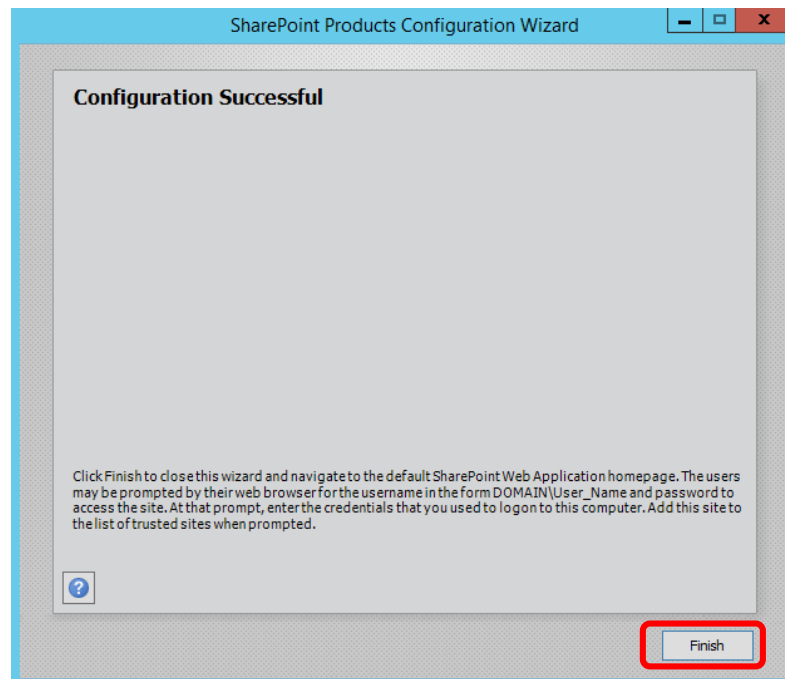 SharePoint Products Configuration Wizard
Configuration Successful
Click Finish to close this wizard and navigate to the default SharePoint Web Application homepage. The users
may be prompted by their web browser for the username in the form DOMAIN\User_Name and password to
access the site. At that prompt, enter the credentials that you used to logon to this computer. Add this site to
the list of trusted sites when prompted.
Finish